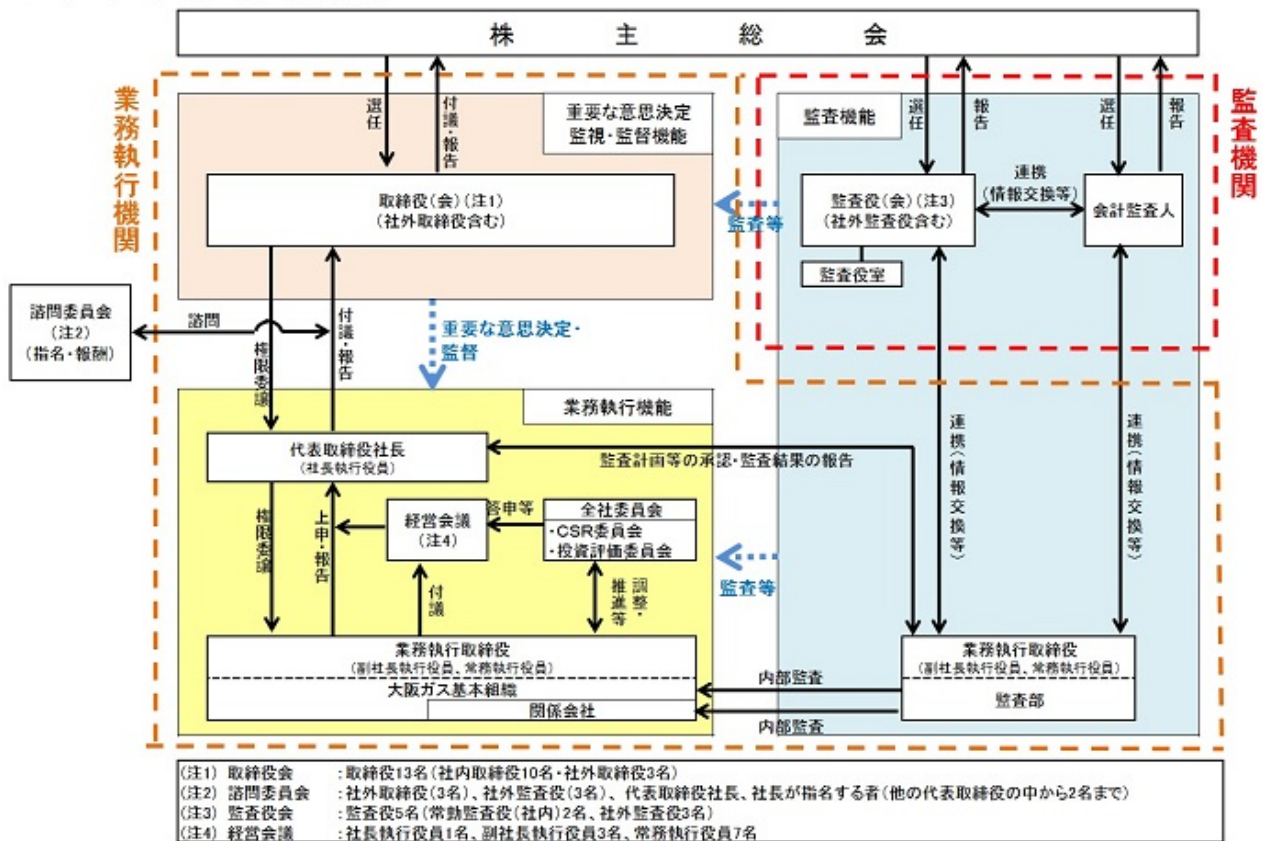 株主総会
業務執行機関
監査機関
選任
付議・報告
重要な意思決定
監視・監督機能
監査機能
選任
報告
選任
報告
取締役(会)(注1)
(社外取締役含む)
監査等
監査役(会)(注3)
(社外監査役含む)
連携
(情報交換等)
会計監査人
監査役室
諮問委員会
(注2)
(指名・報酬)
諮問
付議・報告
権限委譲
重要な意思決定・
監督
業務執行機能
代表取締役社長
(社長執行役員)
監査計画等の承認・監査結果の報告
連携(情報交換等)
連携(情報交換等)
権限委譲
上申・報告
経営会議
(注4)
答申等
全社委員会
・CSR委員会
・投資評価委員会
監査等
付議
調整・
推進等
業務執行取締役
(副社長執行役員、常務執行役員)
大阪ガス基本組織
関係会社
内部監査
内部監査
業務執行取締役
(副社長執行役員、常務執行役員)
監査部
(注1) 取締役会 :取締役13名(社内取締役10名・社外取締役3名)
(注2) 諮問委員会 :社外取締役(3名)、社外監査役(3名)、代表取締役社長、社長が指名する者(他の代表取締役の中から2名まで)
(注3) 監査役会 :監査役5名(常勤監査役(社内)2名、社外監査役3名)
(注4) 経営会議 :社長執行役員1名、副社長執行役員3名、常務執行役員7名